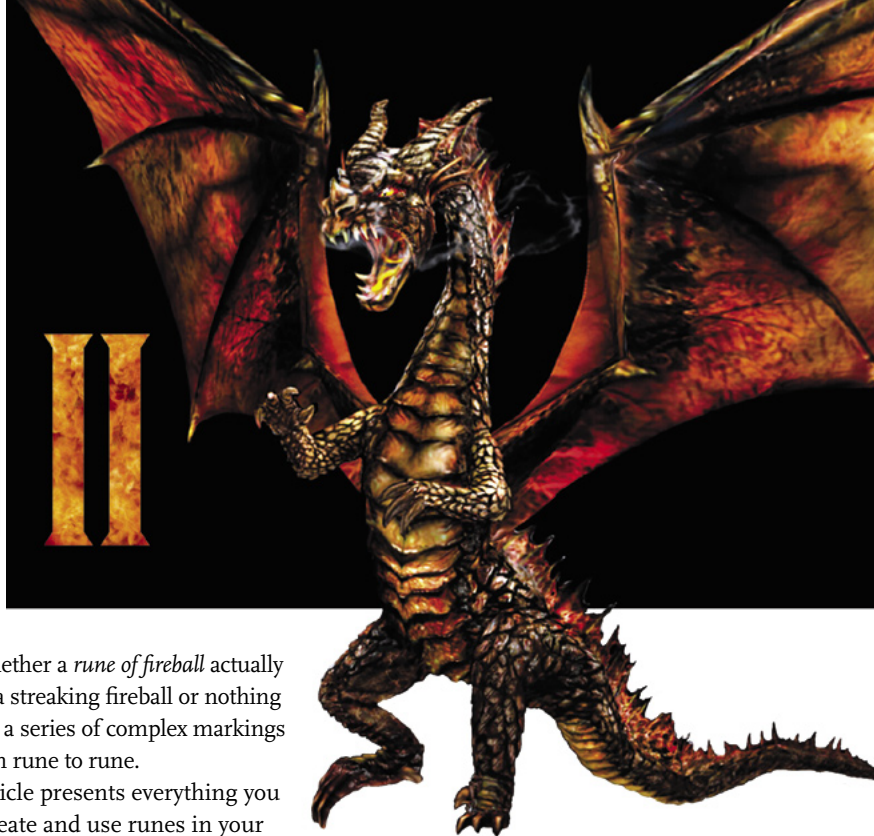 II
hether a rune of fireball actually
a streaking fireball or nothing
a series of complex markings
n rune to rune.
icle presents everything you
eate and use runes in your